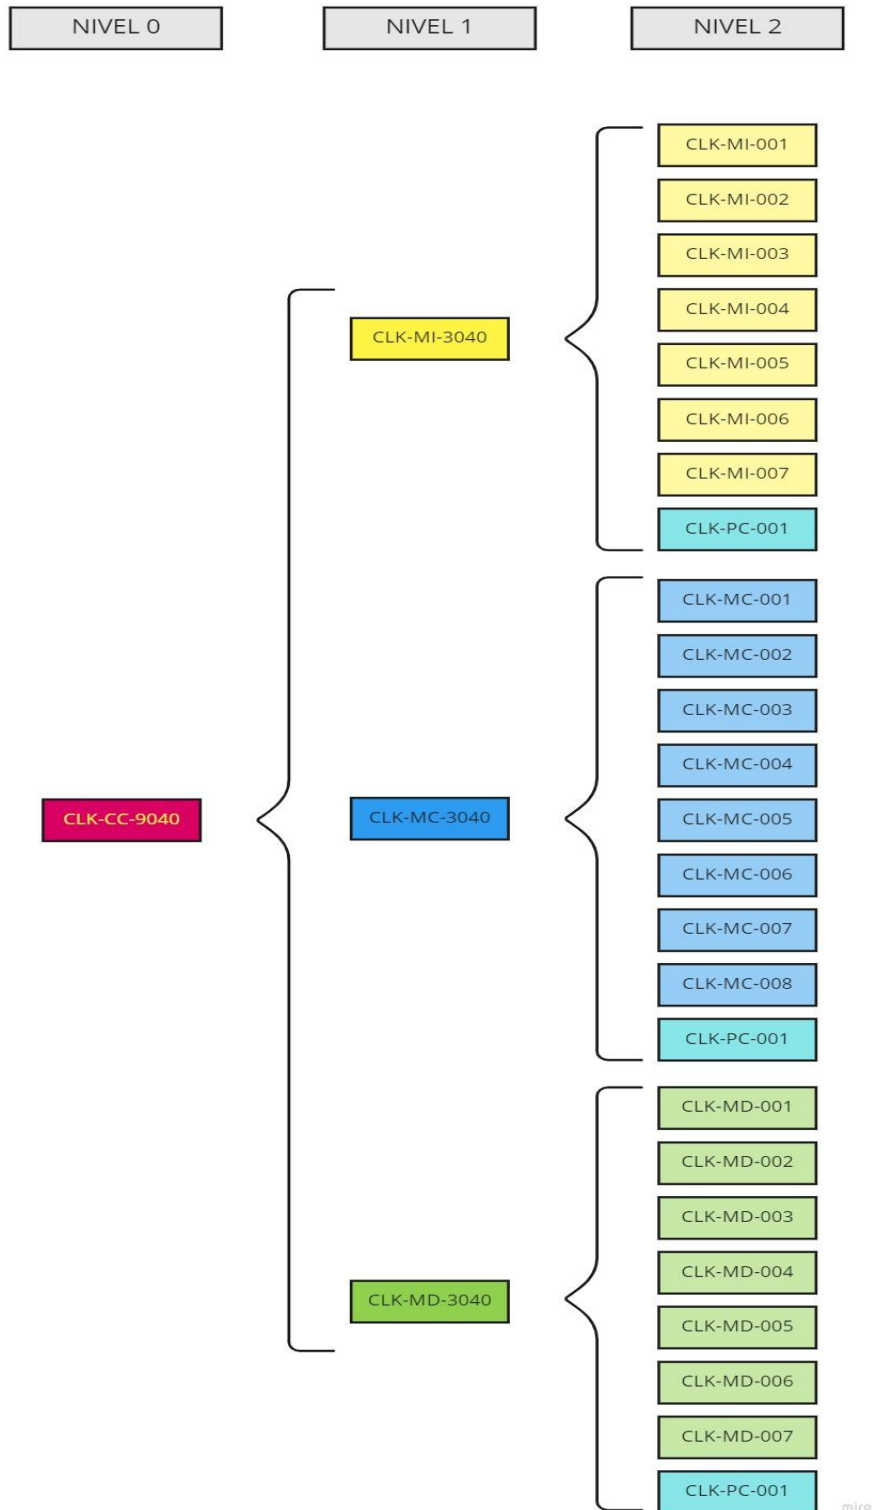 NIVEL 0
NIVEL 1
NIVEL 2
CLK-MI-001
CLK-MI-002
CLK-MI-003
CLK-MI-004
CLK-MI-3040
CLK-MI-005
CLK-MI-006
CLK-MI-007
CLK-PC-001
CLK-MC-001
CLK-MC-002
CLK-MC-003
CLK-MC-004
CLK-CC-9040
CLK-MC-3040
CLK-MC-005
CLK-MC-006
CLK-MC-007
CLK-MC-008
CLK-PC-001
CLK-MD-001
CLK-MD-002
CLK-MD-003
CLK-MD-004
CLK-MD-3040
CLK-MD-005
CLK-MD-006
CLK-MD-007
CLK-PC-001
miro